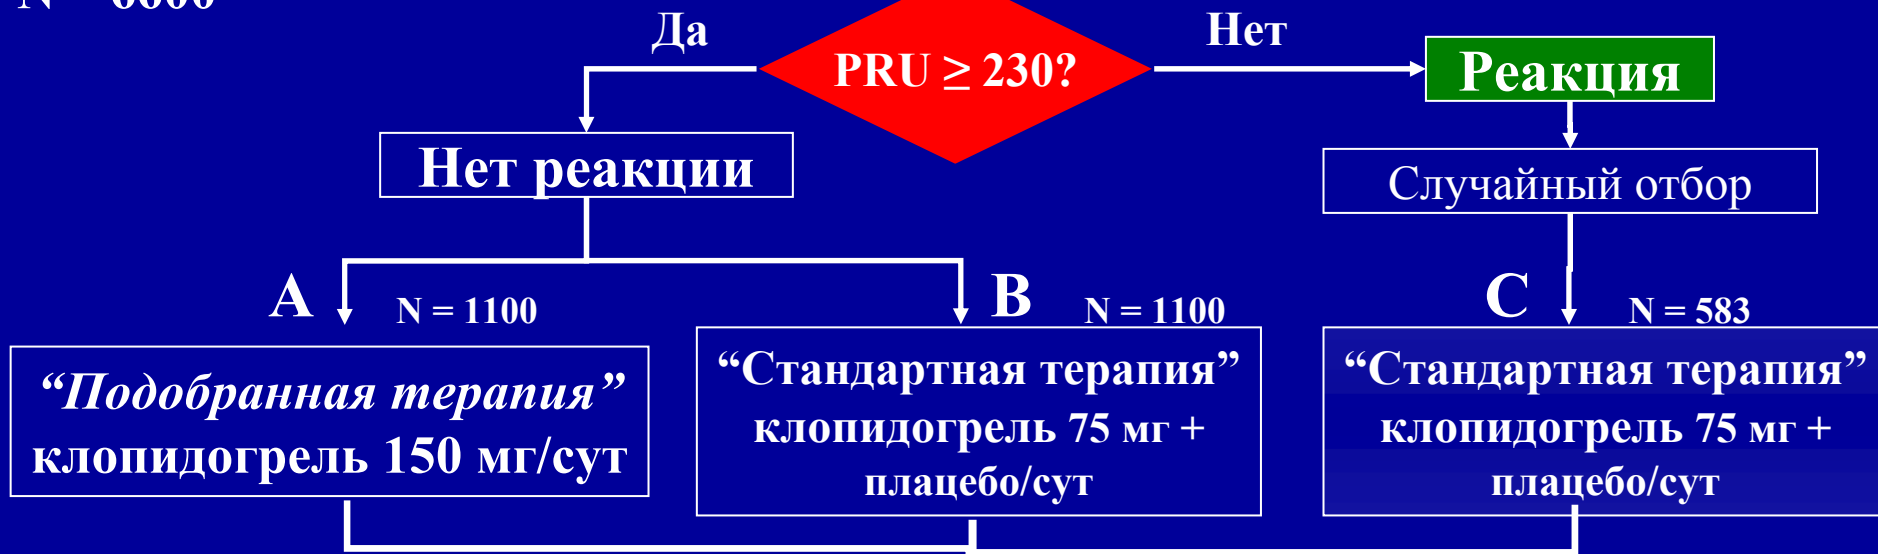 Да
Нет
PRU ≥ 230?
Реакция
Нет реакции
Случайный отбор
A
N = 1100
B
N = 1100
C
N = 583
“Подобранная терапия”
клопидогрель 150 мг/сут
“Стандартная терапия”
клопидогрель 75 мг +
плацебо/сут
“Стандартная терапия”
клопидогрель 75 мг +
плацебо/сут